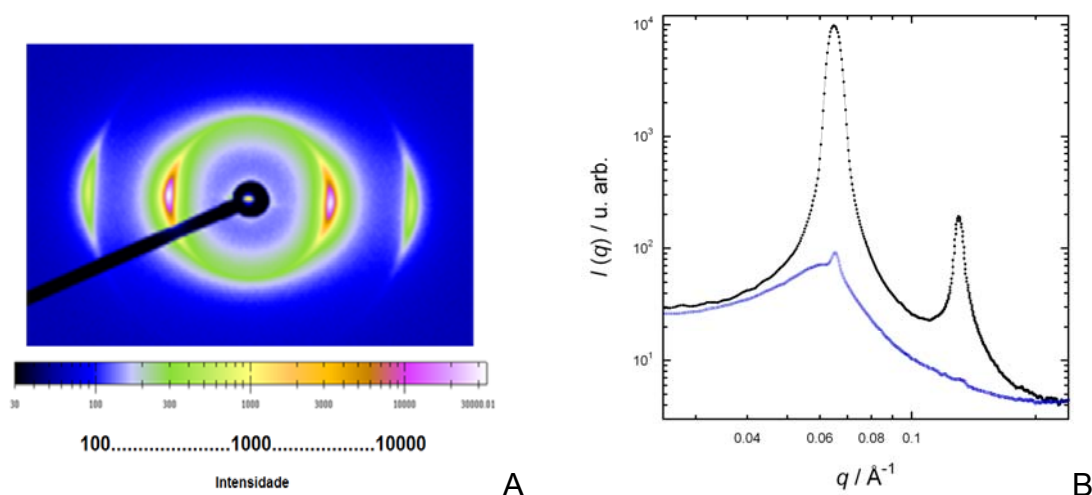 30 100 300 1000 3000 10000 30000.01
100......................1000.....................10000
Intensidade
A
10⁴
10³
10²
10¹
I (q) / u. arb.
0.04 0.06 0.08 0.1
q / Å⁻¹
B